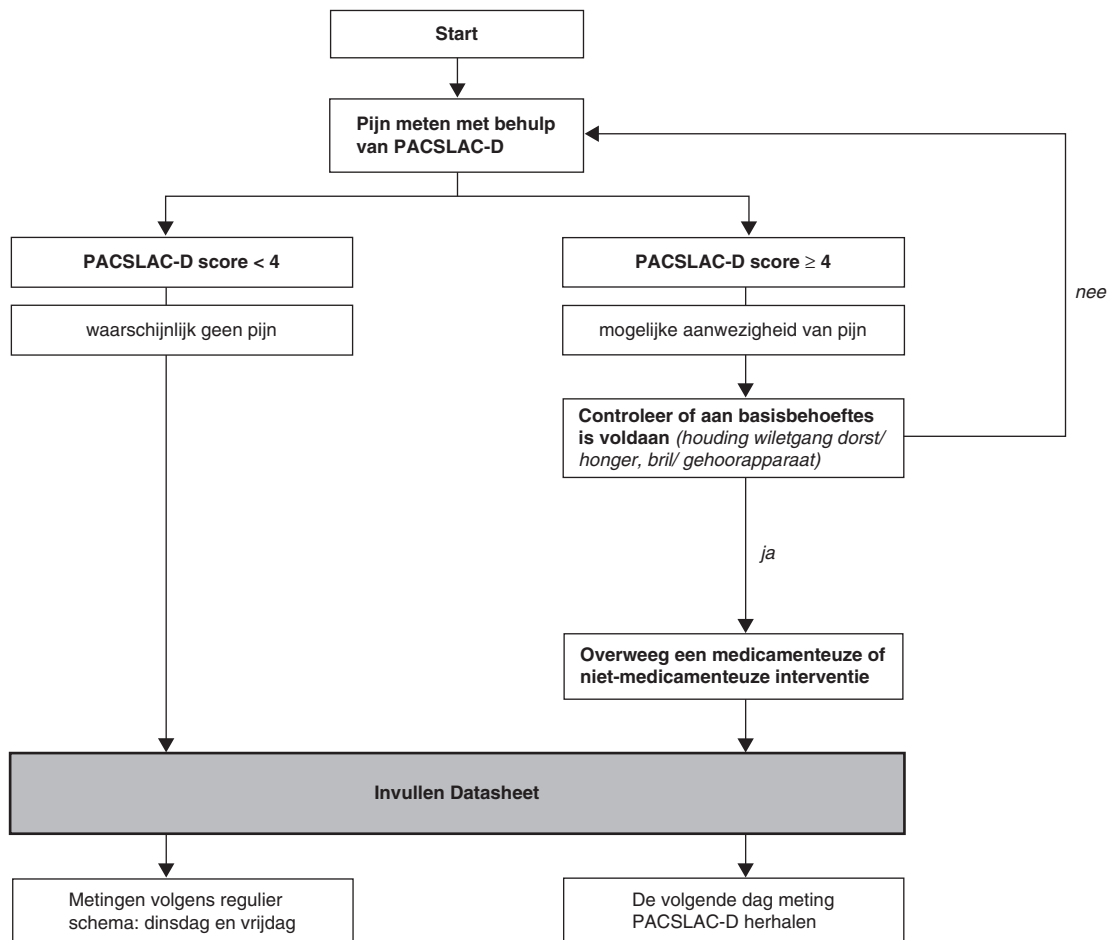 Start
Pijn meten met behulp
van PACSLAC-D
PACSLAC-D score < 4
PACSLAC-D score ≥ 4
nee
waarschijnlijk geen pijn
mogelijke aanwezigheid van pijn
Controleer of aan basisbehoeftes
is voldaan (houding wiletgang dorst/
honger, bril/ gehoorapparaat)
ja
Overweeg een medicamenteuze of
niet-medicamenteuze interventie
Invullen Datasheet
Metingen volgens regulier
schema: dinsdag en vrijdag
De volgende dag meting
PACSLAC-D herhalen